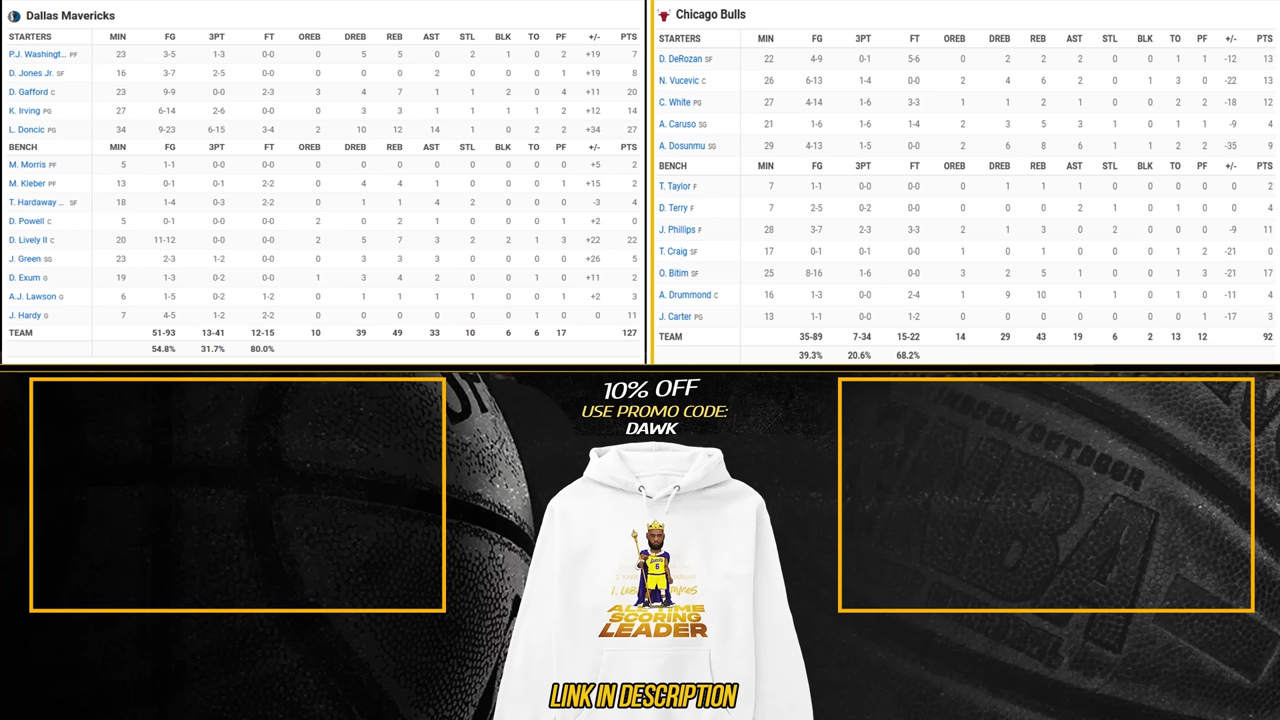 Dallas Mavericks
STARTERS MIN FG 3PT FT OREB DREB REB AST STL BLK TO PF +/- PTS
P.J. Washingt... PF 23 3-5 1-3 0-0 0 5 5 0 2 1 0 2 +19 7
D. Jones Jr. SF 16 3-7 2-5 0-0 0 0 0 2 0 0 0 1 +19 8
D. Gafford C 23 9-9 0-0 2-3 3 4 7 1 1 2 0 4 +11 20
K. Irving PG 27 6-14 2-6 0-0 0 3 3 1 1 1 1 2 +12 14
L. Doncic PG 34 9-23 6-15 3-4 2 10 12 14 1 0 2 2 +34 27
BENCH MIN FG 3PT FT OREB DREB REB AST STL BLK TO PF +/- PTS
M. Morris PF 5 1-1 0-0 0-0 0 0 0 0 0 0 0 0 +5 2
M. Kleber PF 13 0-1 0-1 2-2 0 4 4 1 0 0 0 1 +15 2
T. Hardaway ... SF 18 1-4 0-3 2-2 0 1 1 4 2 0 0 0 -3 4
D. Powell C 5 0-1 0-0 0-0 2 0 2 1 0 0 0 1 +2 0
D. Lively II C 20 11-12 0-0 0-0 2 5 7 3 2 2 1 3 +22 22
J. Green SG 23 2-3 1-2 0-0 0 3 3 3 0 0 0 1 +26 5
D. Exum G 19 1-3 0-2 0-0 1 3 4 2 0 0 1 0 +11 2
A.J. Lawson G 6 1-5 0-2 1-2 0 1 1 1 1 0 0 1 +2 3
J. Hardy G 7 4-5 1-2 2-2 0 0 0 0 0 0 1 0 0 11
TEAM 51-93 13-41 12-15 10 39 49 33 10 6 6 17 127
54.8% 31.7% 80.0%
Chicago Bulls
STARTERS MIN FG 3PT FT OREB DREB REB AST STL BLK TO PF +/- PTS
D. DeRozan SF 22 4-9 0-1 5-6 0 2 2 2 0 0 1 1 -12 13
N. Vucevic C 26 6-13 1-4 0-0 2 4 6 2 0 1 3 0 -22 13
C. White PG 27 4-14 1-6 3-3 1 1 2 1 0 0 2 2 -18 12
A. Caruso SG 21 1-6 1-6 1-4 2 3 5 3 1 0 2 1 -9 4
A. Dosunmu SG 29 4-13 1-5 0-0 2 6 8 6 1 1 2 2 -35 9
BENCH MIN FG 3PT FT OREB DREB REB AST STL BLK TO PF +/- PTS
T. Taylor F 7 1-1 0-0 0-0 0 1 1 1 0 0 0 0 0 2
D. Terry F 7 2-5 0-2 0-0 0 0 0 2 1 0 0 0 0 4
J. Phillips F 28 3-7 2-3 3-3 2 1 3 0 2 0 0 0 -9 11
T. Craig SF 17 0-1 0-1 0-0 1 0 1 0 0 0 1 2 -21 0
O. Bitim SF 25 8-16 1-6 0-0 3 2 5 1 0 0 1 3 -21 17
A. Drummond C 16 1-3 0-0 2-4 1 9 10 1 1 0 1 0 -11 4
J. Carter PG 13 1-1 0-0 1-2 0 0 0 0 0 0 0 1 -17 3
TEAM 35-89 7-34 15-22 14 29 43 19 6 2 13 12 92
39.3% 20.6% 68.2%
10% OFF
USE PROMO CODE:
DAWK
ALL TIME
SCORING
LEADER
LINK IN DESCRIPTION